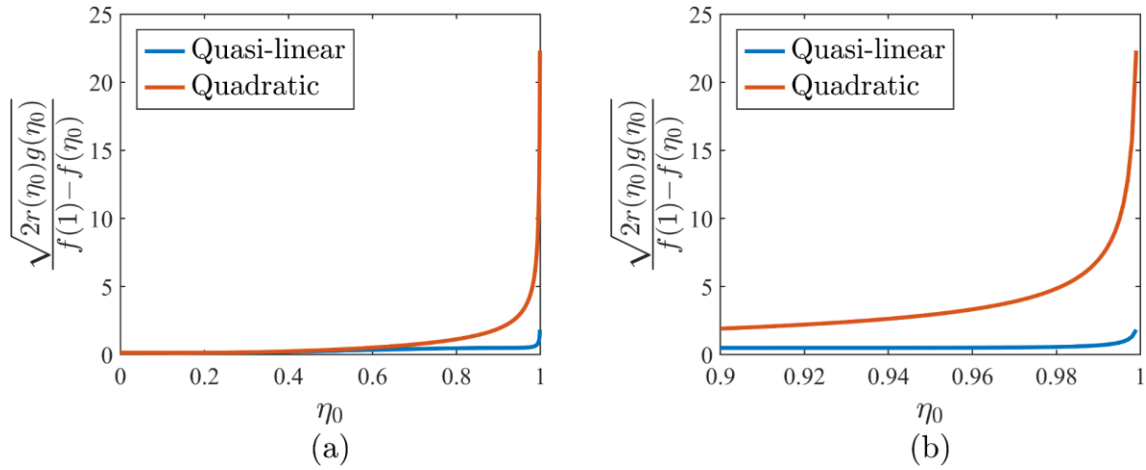 25
20
15
10
5
0
0
0.2
0.4
0.6
0.8
1
Quasi-linear
Quadratic
√2r(η₀)g(η₀)
f(1)−f(η₀)
η₀
(a)
25
20
15
10
5
0
0.9
0.92
0.94
0.96
0.98
1
Quasi-linear
Quadratic
√2r(η₀)g(η₀)
f(1)−f(η₀)
η₀
(b)